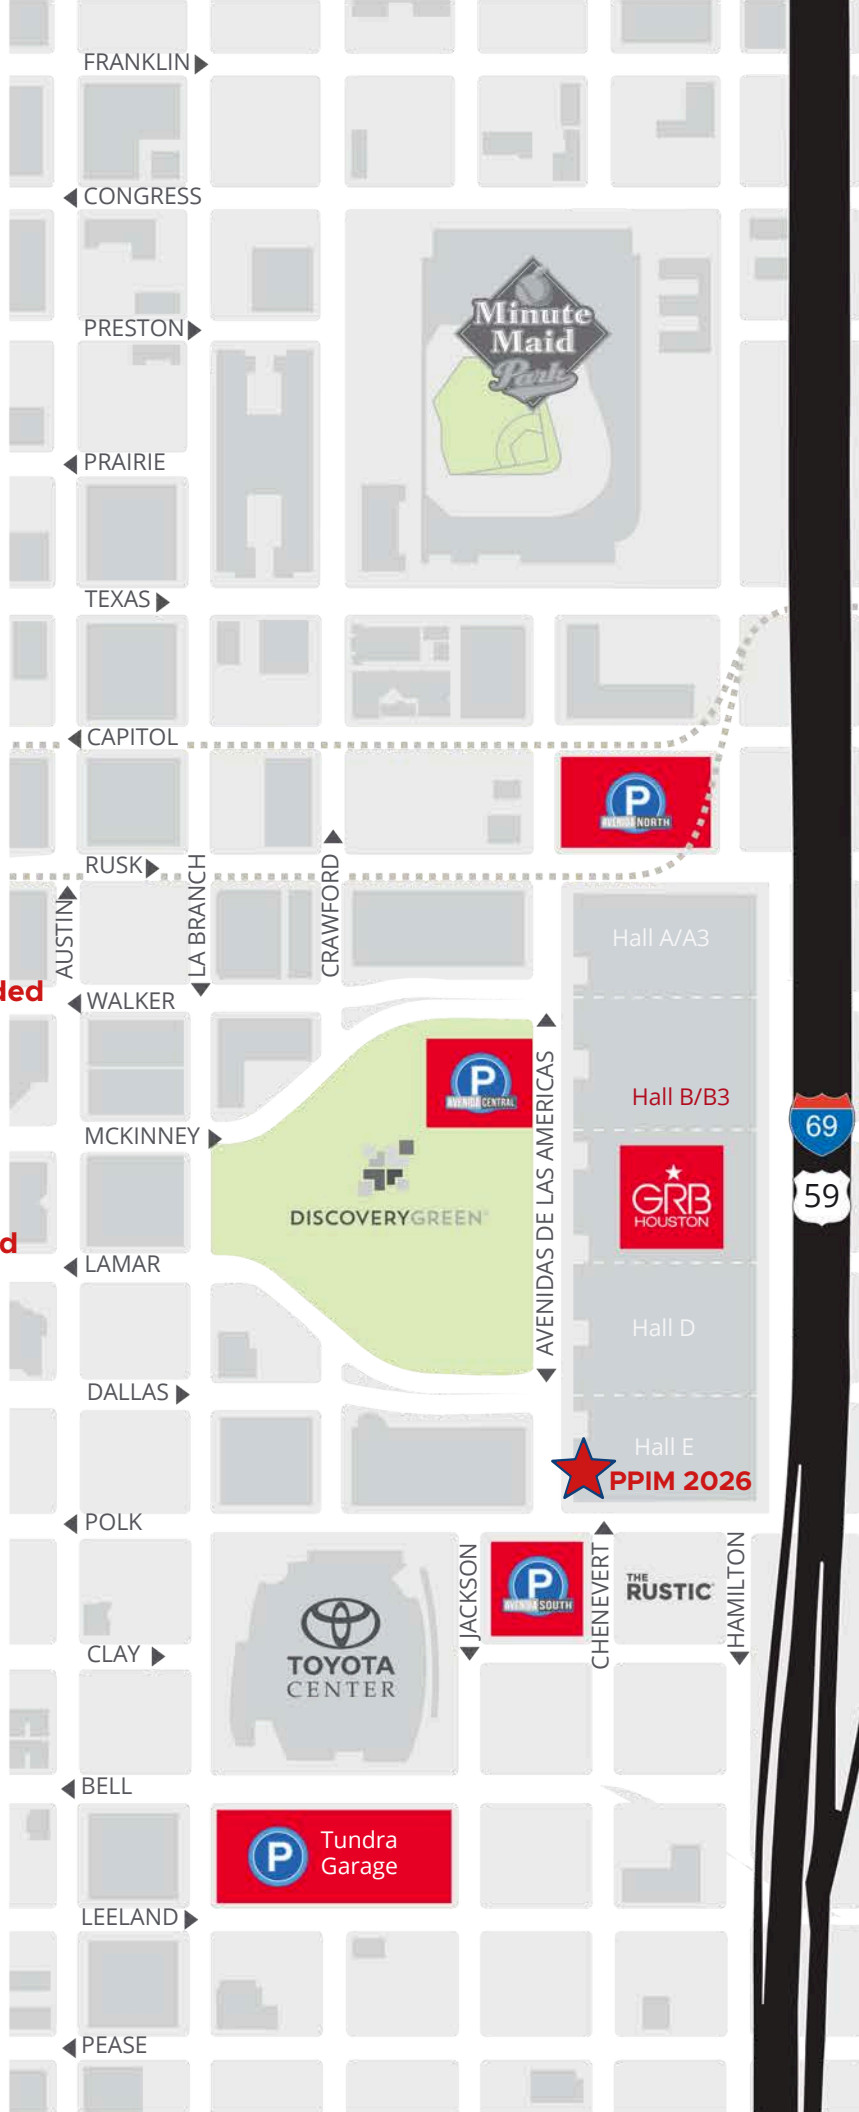 FRANKLIN
CONGRESS
Minute
Maid
Park
PRESTON
PRAIRIE
TEXAS
CAPITOL
P
AVENIDA NORTH
RUSK
AUSTIN
LA BRANCH
CRAWFORD
Hall A/A3
ded
WALKER
P
AVENIDA CENTRAL
AVENIDAS DE LAS AMERICAS
Hall B/B3
69
MCKINNEY
DISCOVERYGREEN
GRB
HOUSTON
59
d
LAMAR
Hall D
DALLAS
Hall E
PPIM 2026
POLK
JACKSON
P
AVENIDA SOUTH
CHENEVERT
THE
RUSTIC
HAMILTON
TOYOTA
CENTER
CLAY
BELL
P
Tundra
Garage
LEELAND
PEASE